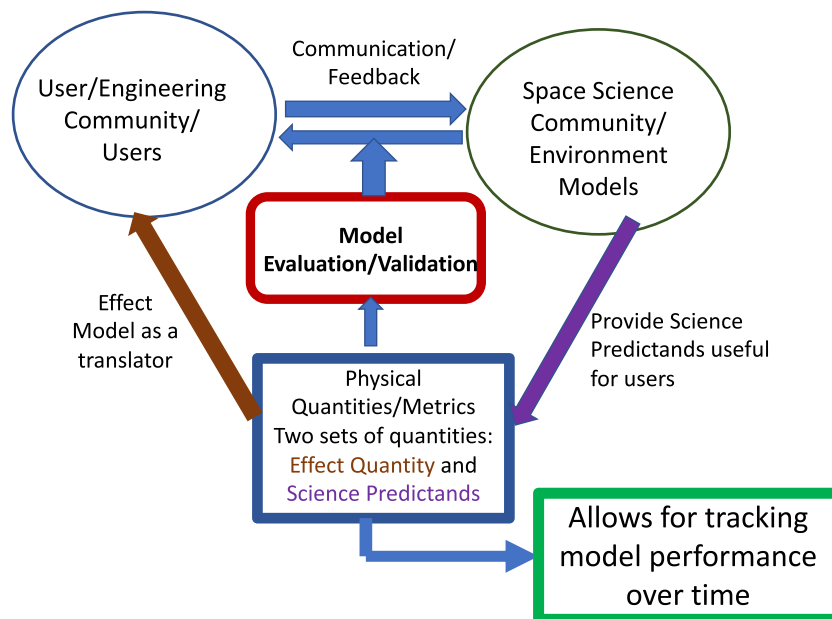 Communication/
Feedback
User/Engineering
Community/
Users
Space Science
Community/
Environment
Models
Model
Evaluation/Validation
Effect
Model as a
translator
Provide Science
Predictands useful
for users
Physical
Quantities/Metrics
Two sets of quantities:
Effect Quantity and
Science Predictands
Allows for tracking
model performance
over time